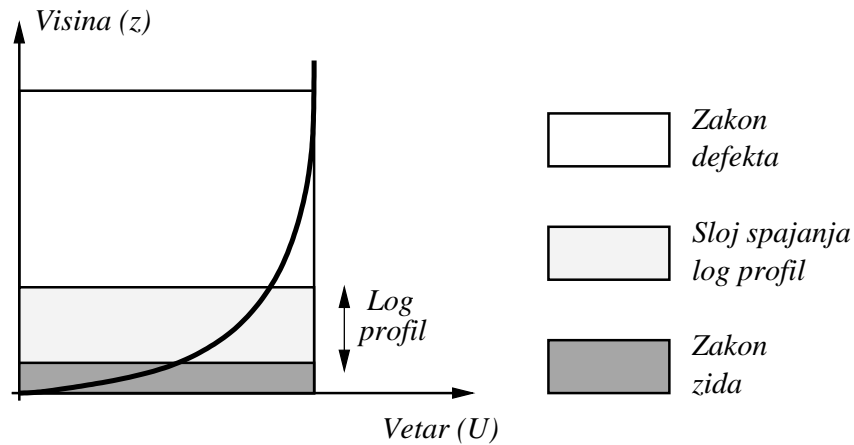 Visina (z)
Zakon
defekta
Sloj spajanja
log profil
Log
profil
Zakon
zida
Vetar (U)